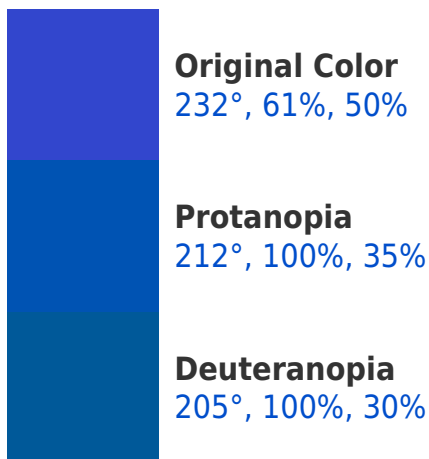 Original Color
232°, 61%, 50%
Protanopia
212°, 100%, 35%
Deuteranopia
205°, 100%, 30%